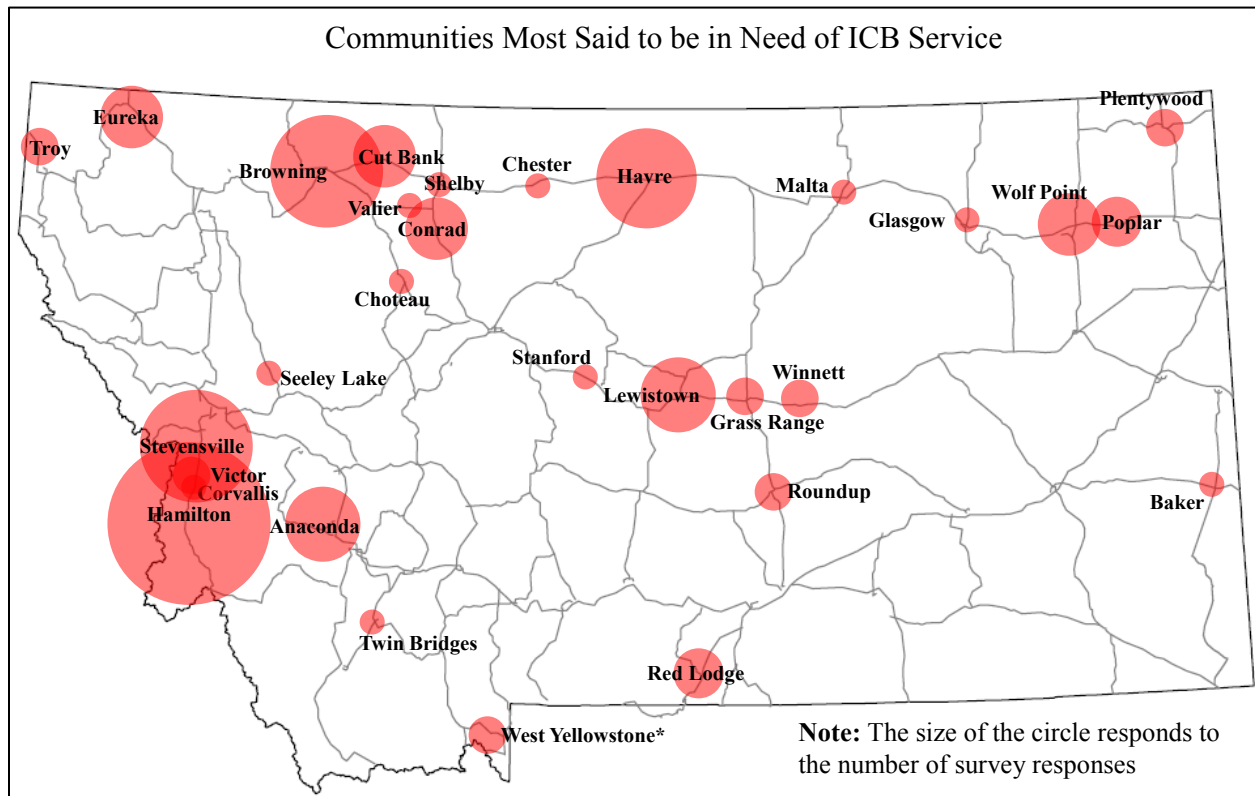 Communities Most Said to be in Need of ICB Service
Plentywood
Eureka
Troy
Cut Bank
Browning
Chester
Havre
Shelby
Malta
Wolf Point
Valier
Glasgow
Poplar
Conrad
Choteau
Stanford
Seeley Lake
Winnett
Lewistown
Grass Range
Stevensville
Victor
Corvallis
Roundup
Baker
Hamilton
Anaconda
Twin Bridges
Red Lodge
West Yellowstone*
Note: The size of the circle responds to
the number of survey responses